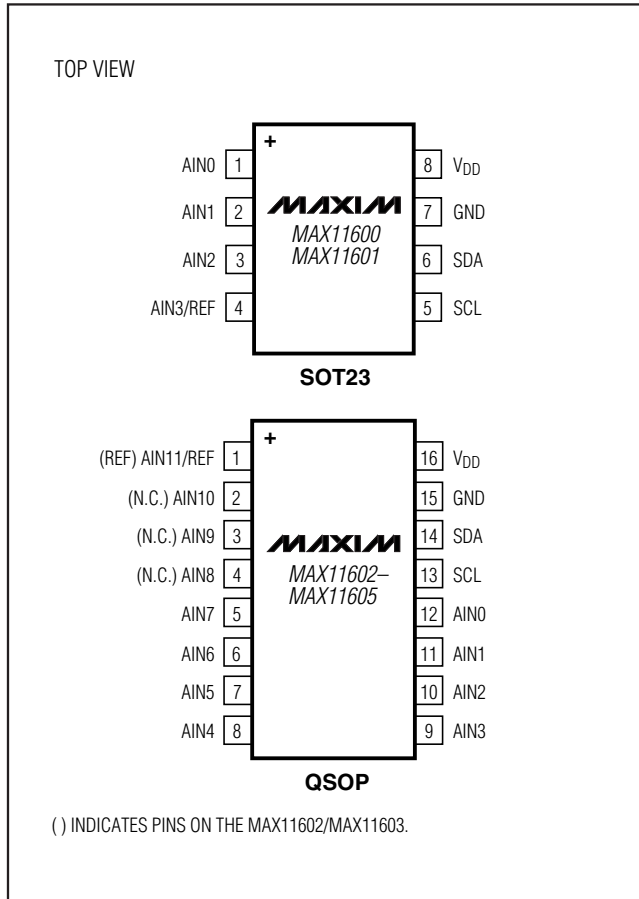 TOP VIEW
+
AIN0 1
8 VDD
AIN1 2
7 GND
AIN2 3
6 SDA
AIN3/REF 4
5 SCL
MAXIM
MAX11600
MAX11601
SOT23
+
(REF) AIN11/REF 1
16 VDD
(N.C.) AIN10 2
15 GND
(N.C.) AIN9 3
14 SDA
(N.C.) AIN8 4
13 SCL
AIN7 5
12 AIN0
AIN6 6
11 AIN1
AIN5 7
10 AIN2
AIN4 8
9 AIN3
MAXIM
MAX11602–
MAX11605
QSOP
( ) INDICATES PINS ON THE MAX11602/MAX11603.